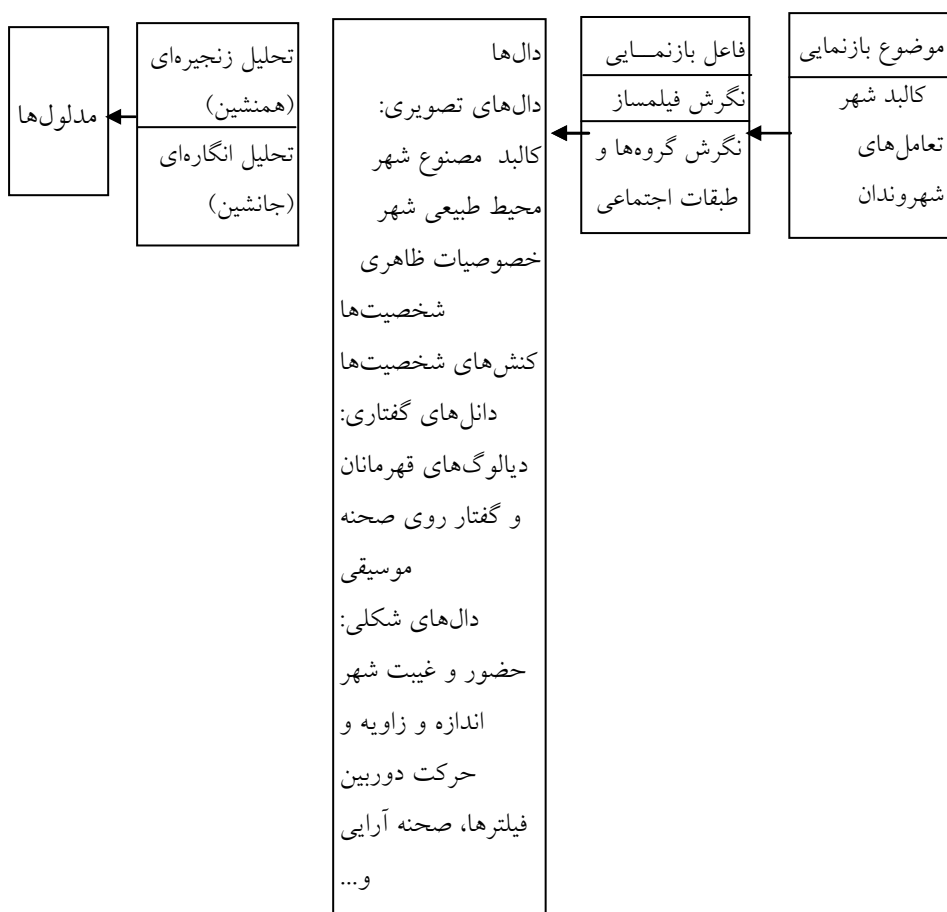 موضوع بازنمایی
کالبد شهر
تعامل‌های
شهروندان
فاعل بازنمـــایی
نگرش فیلمساز
نگرش گروه‌ها و
طبقات اجتماعی
دال‌ها
دال‌های تصویری:
کالبد مصنوع شهر
محیط طبیعی شهر
خصوصیات ظاهری
شخصیت‌ها
کنش‌های شخصیت‌ها
دانل‌های گفتاری:
دیالوگ‌های قهرمانان
و گفتار روی صحنه
موسیقی
دال‌های شکلی:
حضور و غیبت شهر
اندازه و زاویه و
حرکت دوربین
فیلترها، صحنه آرایی
و...
تحلیل زنجیره‌ای
(همنشین)
تحلیل انگاره‌ای
(جانشین)
مدلول‌ها